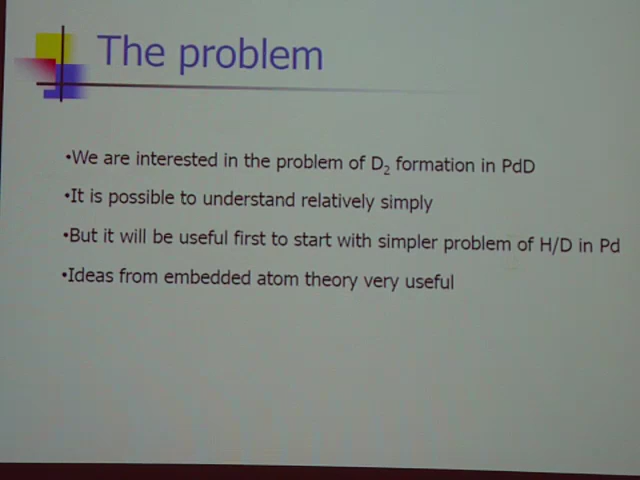 The problem
•We are interested in the problem of D₂ formation in PdD
•It is possible to understand relatively simply
•But it will be useful first to start with simpler problem of H/D in Pd
•Ideas from embedded atom theory very useful